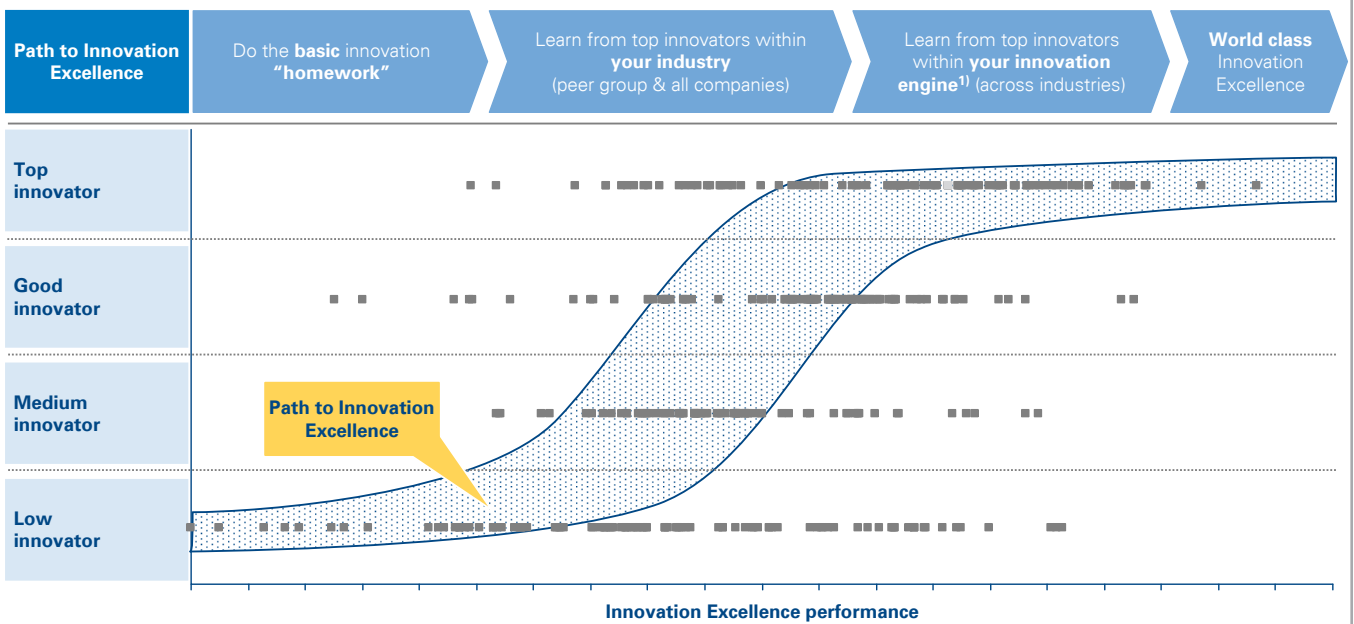 Path to Innovation
Excellence
Do the basic innovation
“homework”
Learn from top innovators within
your industry
(peer group & all companies)
Learn from top innovators
within your innovation
engine¹⁾ (across industries)
World class
Innovation
Excellence
Top
innovator
Good
innovator
Medium
innovator
Path to Innovation
Excellence
Low
innovator
Innovation Excellence performance